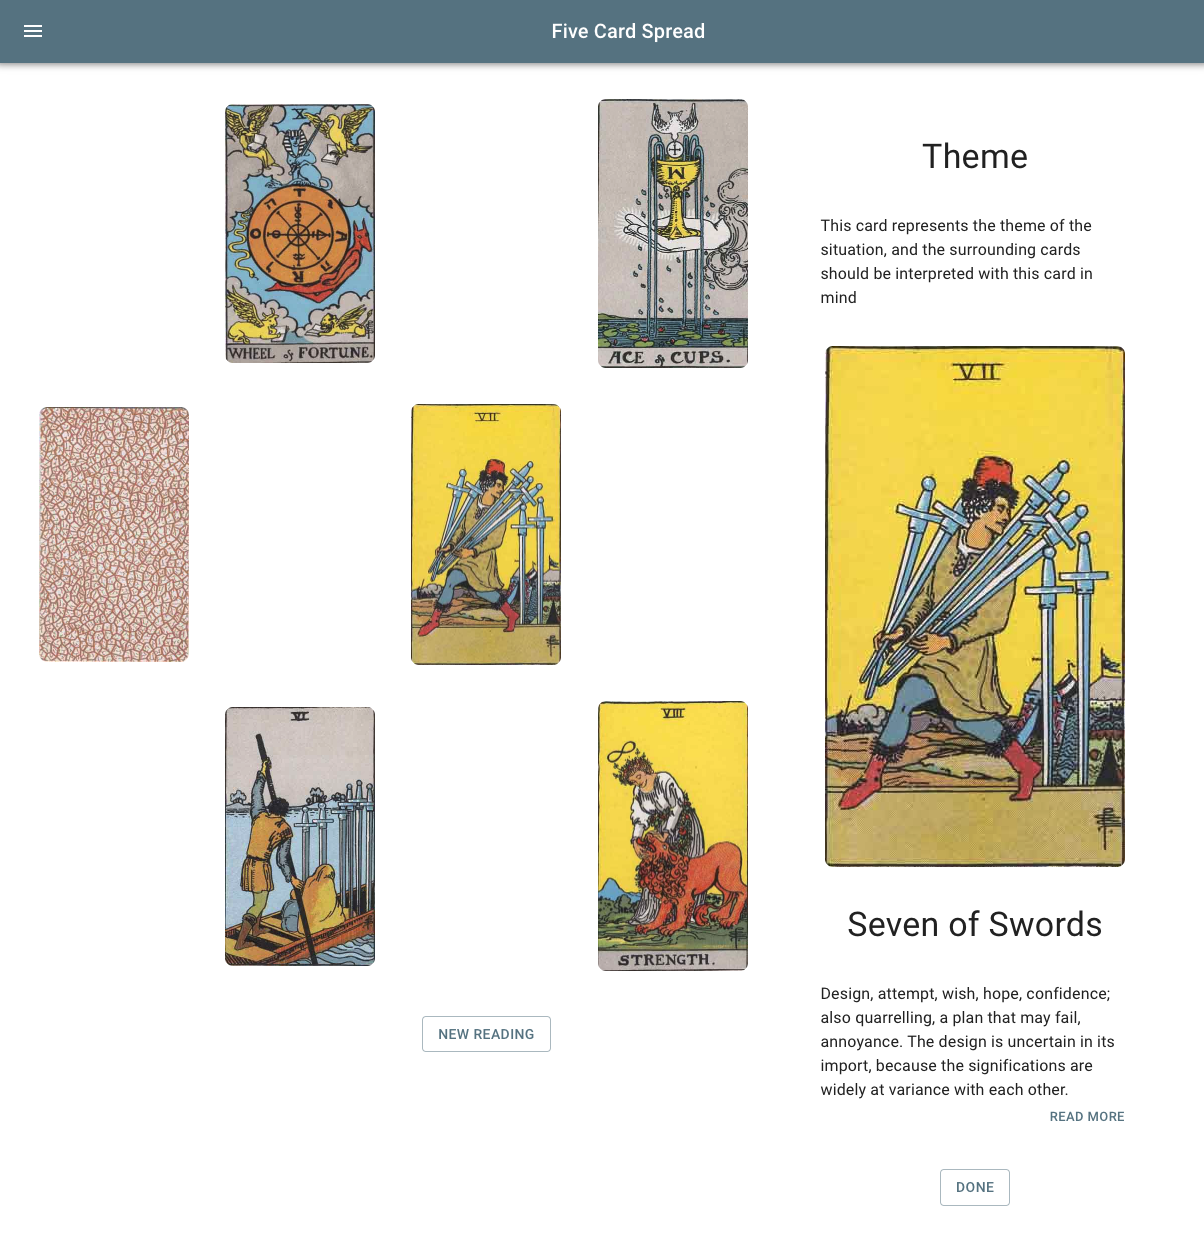 Five Card Spread
X
WHEEL of FORTUNE.
ACE of CUPS.
VII
VI
VIII
STRENGTH.
NEW READING
Theme
This card represents the theme of the
situation, and the surrounding cards
should be interpreted with this card in
mind
VII
Seven of Swords
Design, attempt, wish, hope, confidence;
also quarrelling, a plan that may fail,
annoyance. The design is uncertain in its
import, because the significations are
widely at variance with each other.
READ MORE
DONE